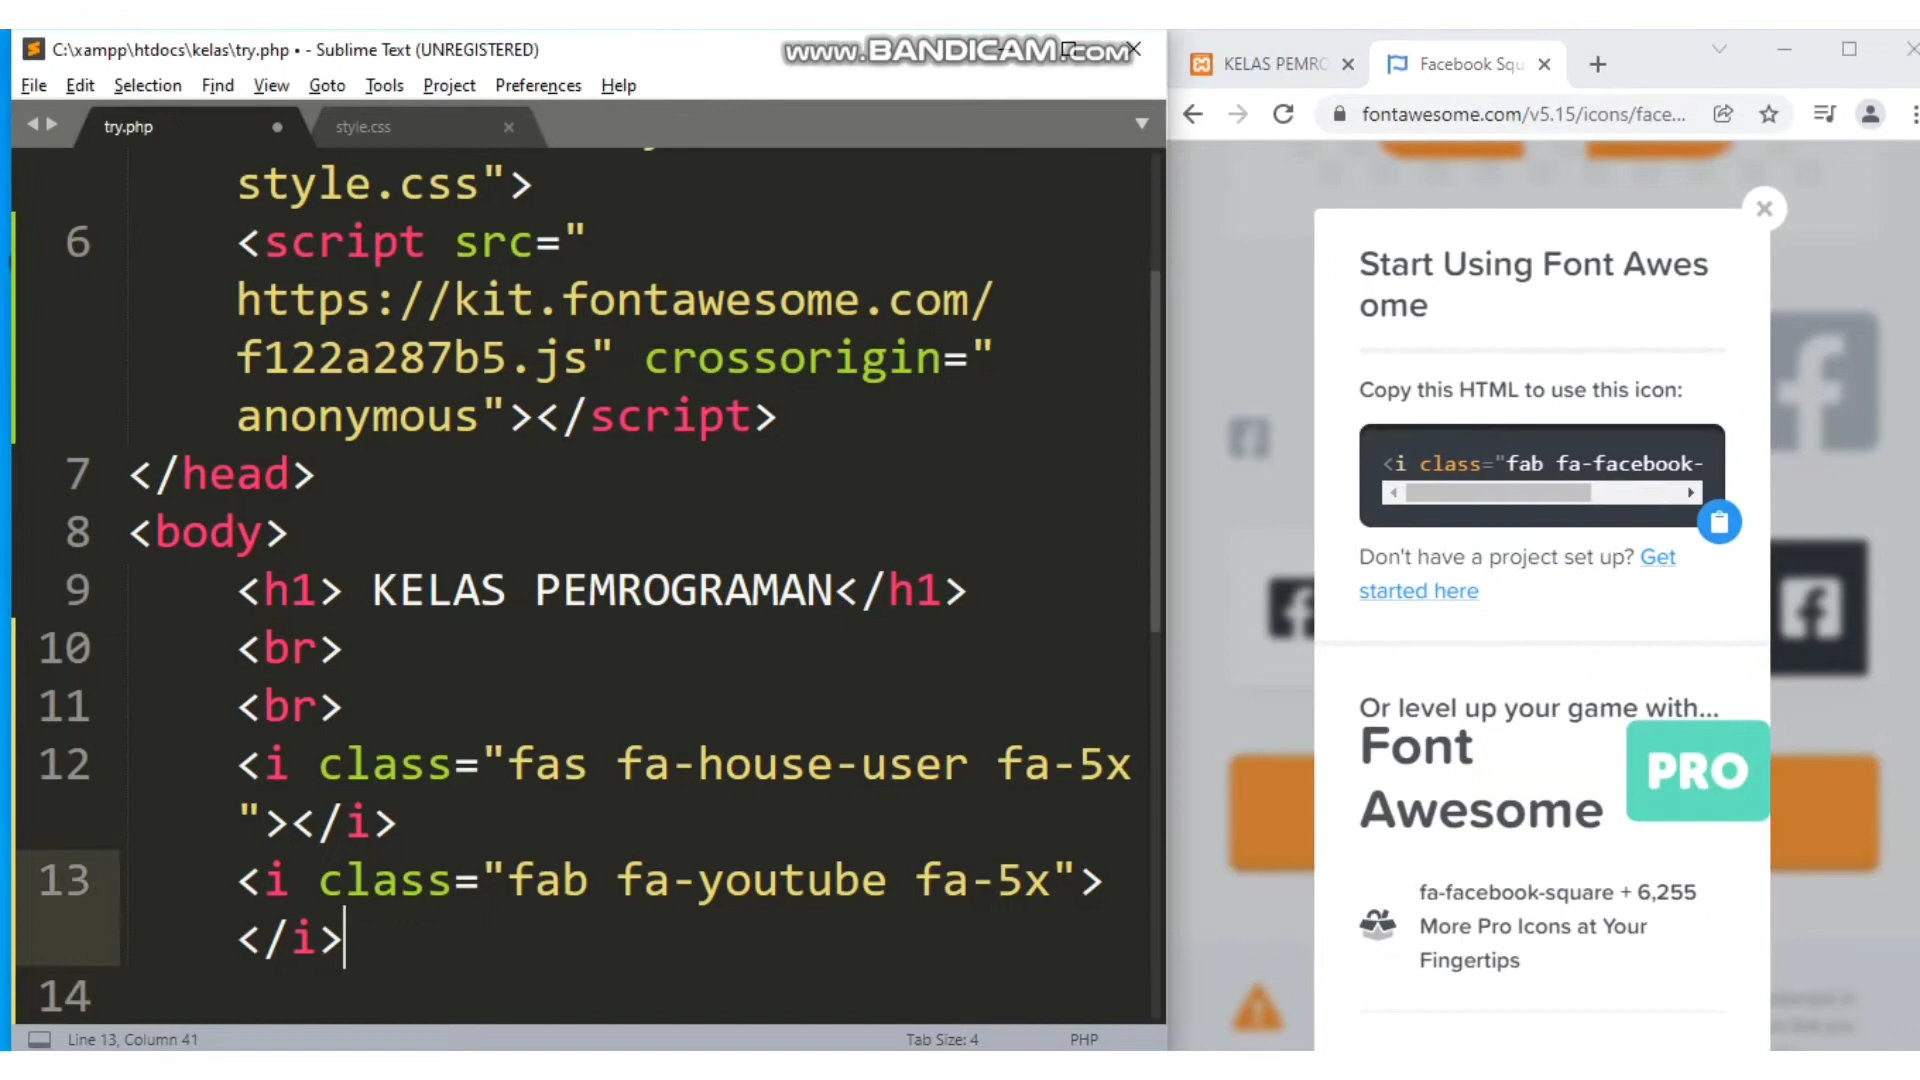 C:\xampp\htdocs\kelas\try.php • - Sublime Text (UNREGISTERED)
www.BANDICAM.com
File Edit Selection Find View Goto Tools Project Preferences Help
try.php
style.css
style.css">
6 <script src="
https://kit.fontawesome.com/
f122a287b5.js" crossorigin="
anonymous"></script>
7 </head>
8 <body>
9 <h1> KELAS PEMROGRAMAN</h1>
10 <br>
11 <br>
12 <i class="fas fa-house-user fa-5x
"></i>
13 <i class="fab fa-youtube fa-5x">
</i>
14
Line 13, Column 41
Tab Size: 4
PHP
KELAS PEMRO
Facebook Squ
fontawesome.com/v5.15/icons/face...
Start Using Font Awes
ome
Copy this HTML to use this icon:
<i class="fab fa-facebook-
Don't have a project set up? Get
started here
Or level up your game with...
Font
Awesome
PRO
fa-facebook-square + 6,255
More Pro Icons at Your
Fingertips